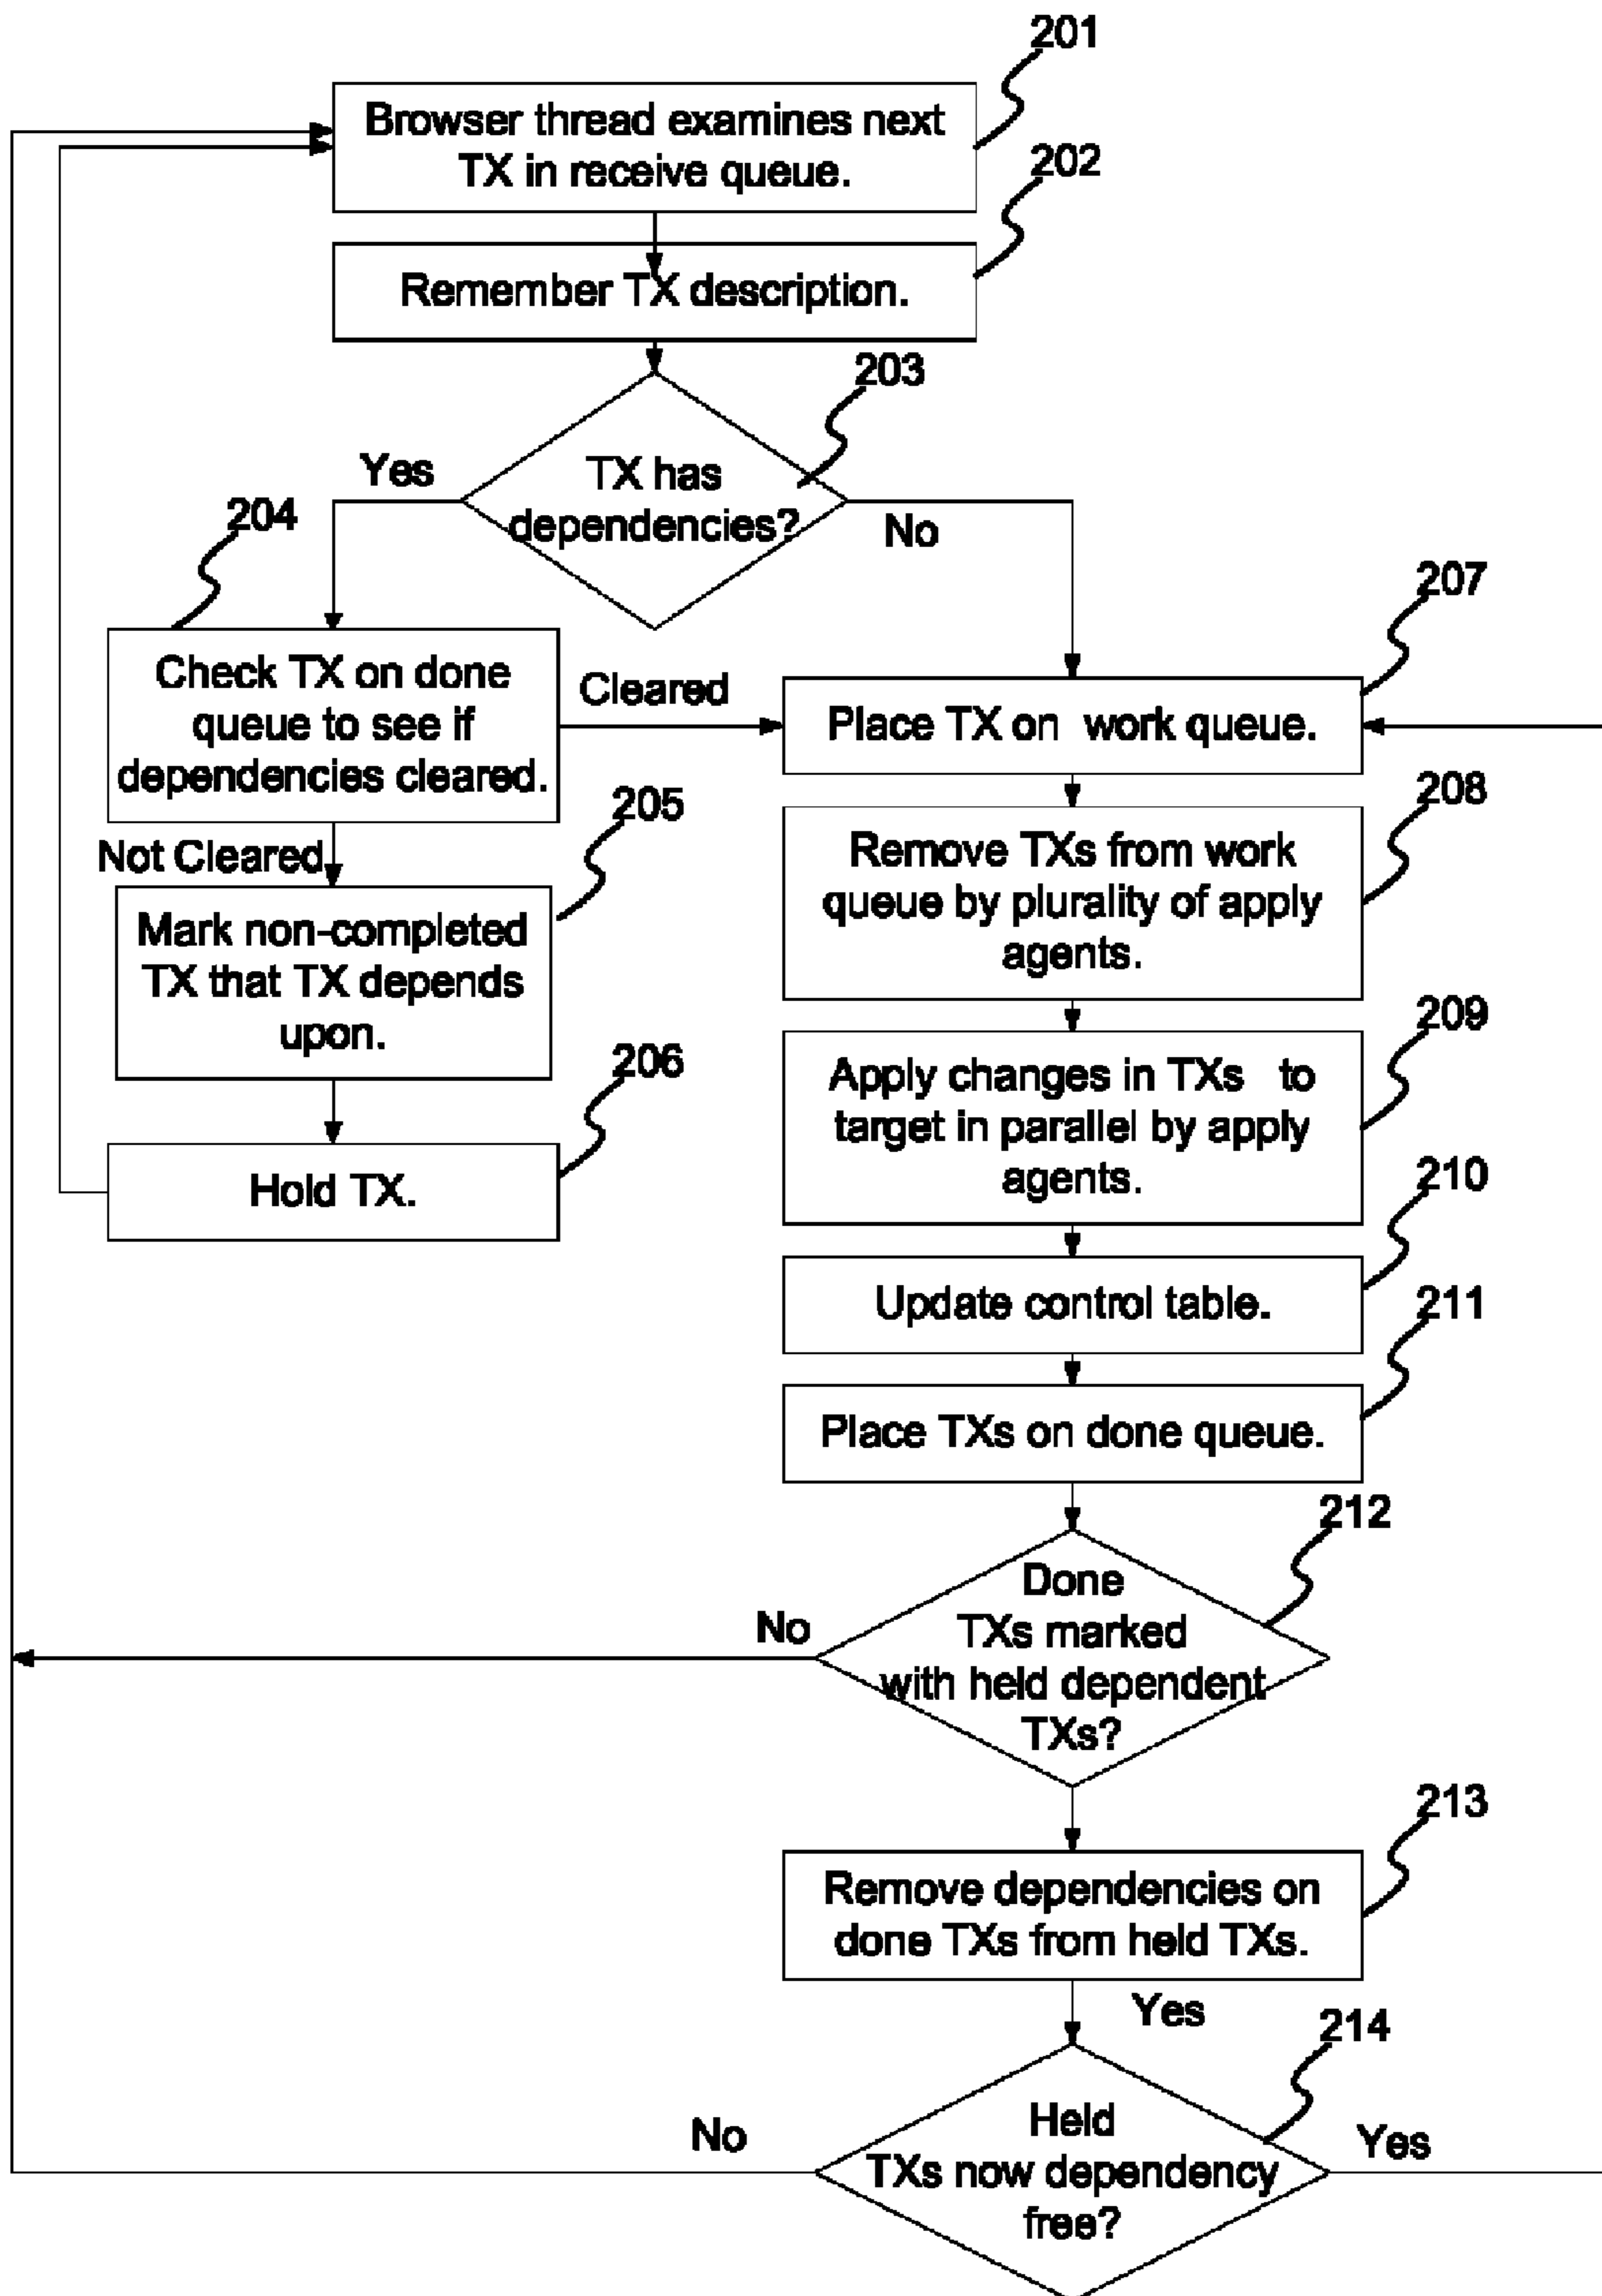 201
Browser thread examines next
TX in receive queue.
202
Remember TX description.
203
TX has
dependencies?
Yes
No
204
Check TX on done
queue to see if
dependencies cleared.
Cleared
Not Cleared
205
Mark non-completed
TX that TX depends
upon.
206
Hold TX.
207
Place TX on work queue.
208
Remove TXs from work
queue by plurality of apply
agents.
209
Apply changes in TXs to
target in parallel by apply
agents.
210
Update control table.
211
Place TXs on done queue.
212
Done
TXs marked
with held dependent
TXs?
No
213
Remove dependencies on
done TXs from held TXs.
Yes
214
Held
TXs now dependency
free?
No
Yes